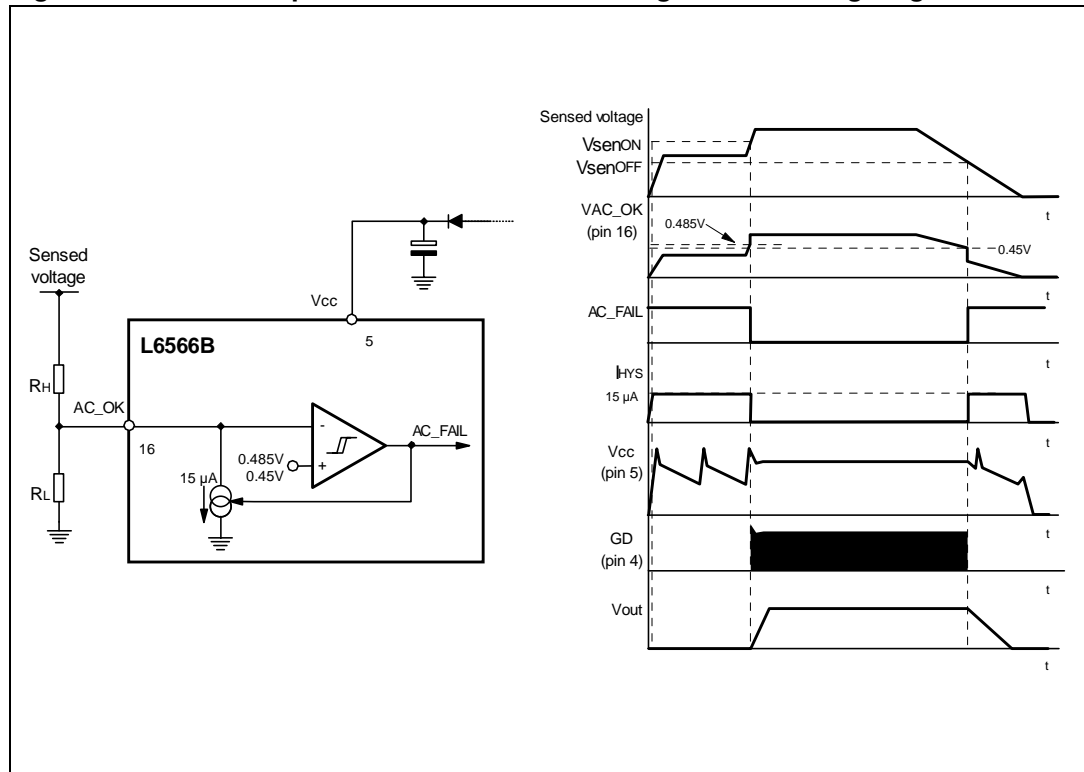 Sensed
voltage
RH
RL
AC_OK
16
L6566B
Vcc
5
15 µA
0.485V
0.45V
-
+
AC_FAIL
Sensed voltage
VsenON
VsenOFF
t
VAC_OK
(pin 16)
0.485V
0.45V
t
AC_FAIL
t
IHYS
15 µA
t
Vcc
(pin 5)
t
GD
(pin 4)
t
Vout
t